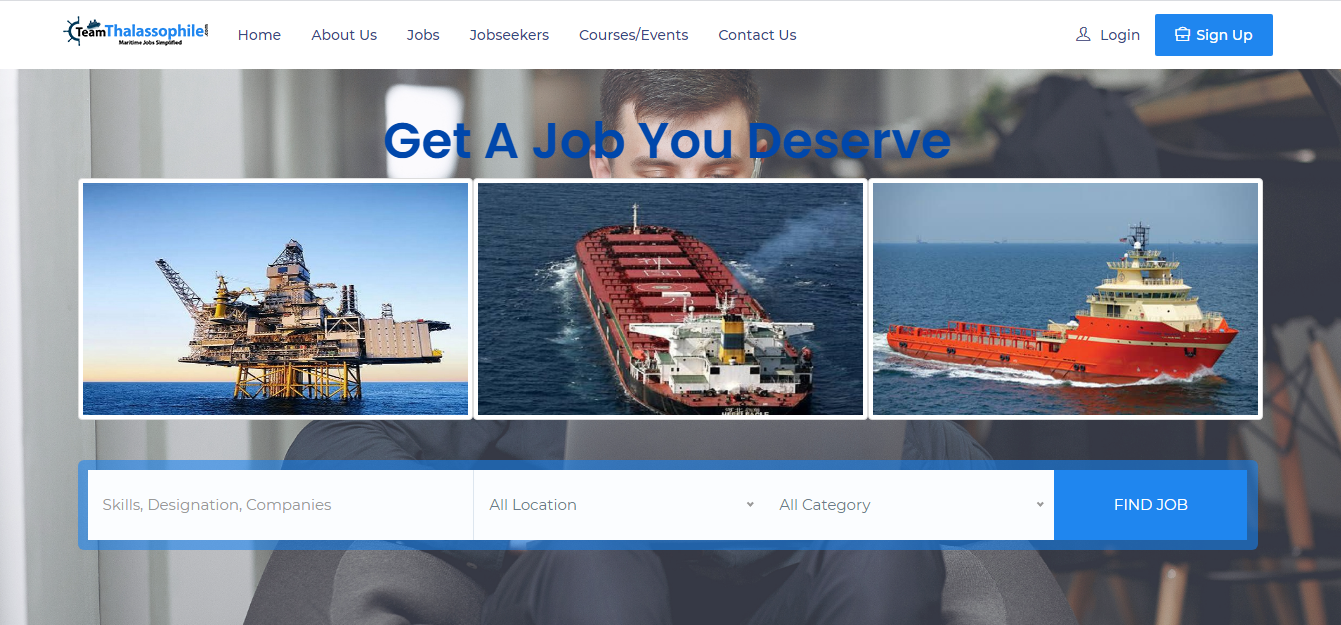 TeamThalassophile.com
Maritime Jobs Simplified
Home
About Us
Jobs
Jobseekers
Courses/Events
Contact Us
Login
Sign Up
Get A Job You Deserve
Skills, Designation, Companies
All Location
All Category
FIND JOB